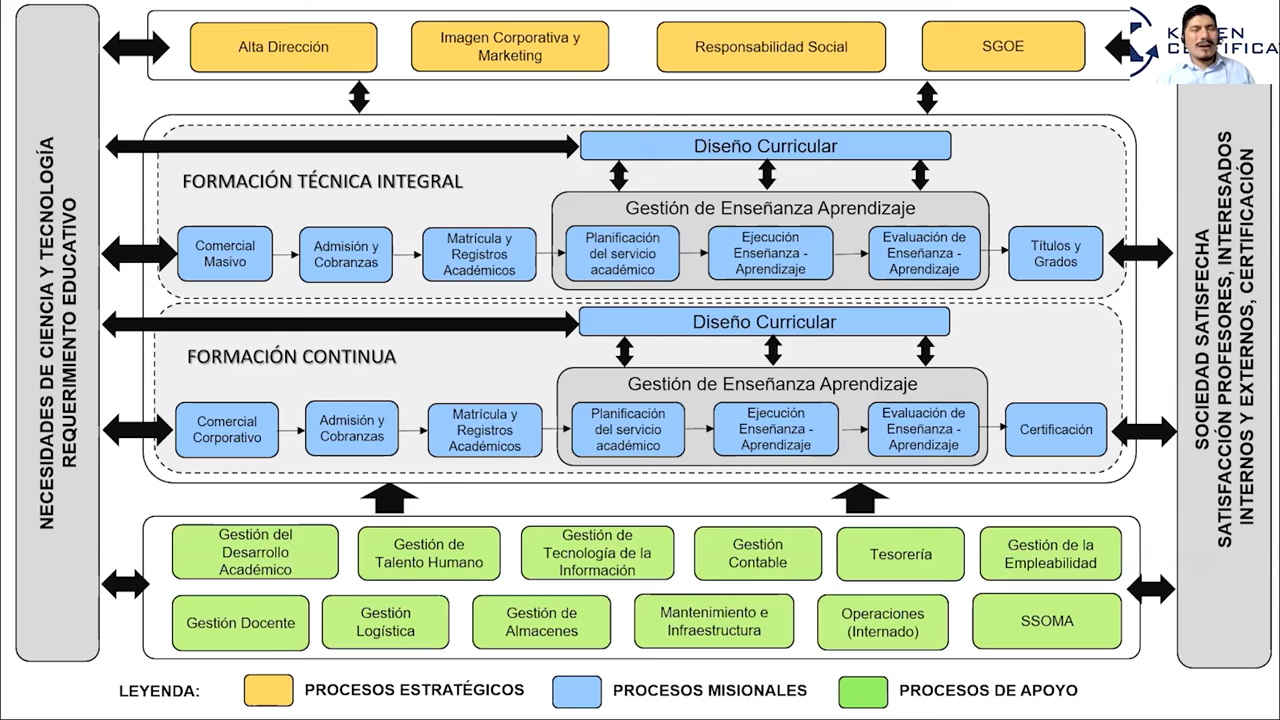 NECESIDADES DE CIENCIA Y TECNOLOGÍA
REQUERIMIENTO EDUCATIVO
Alta Dirección
Imagen Corporativa y
Marketing
Responsabilidad Social
SGOE
FORMACIÓN TÉCNICA INTEGRAL
Diseño Curricular
Gestión de Enseñanza Aprendizaje
Comercial
Masivo
Admisión y
Cobranzas
Matrícula y
Registros
Académicos
Planificación
del servicio
académico
Ejecución
Enseñanza -
Aprendizaje
Evaluación de
Enseñanza -
Aprendizaje
Títulos y
Grados
FORMACIÓN CONTINUA
Diseño Curricular
Gestión de Enseñanza Aprendizaje
Comercial
Corporativo
Admisión y
Cobranzas
Matrícula y
Registros
Académicos
Planificación
del servicio
académico
Ejecución
Enseñanza -
Aprendizaje
Evaluación de
Enseñanza -
Aprendizaje
Certificación
Gestión del
Desarrollo
Académico
Gestión de
Talento Humano
Gestión de
Tecnología de la
Información
Gestión
Contable
Tesorería
Gestión de la
Empleabilidad
Gestión Docente
Gestión
Logística
Gestión de
Almacenes
Mantenimiento e
Infraestructura
Operaciones
(Internado)
SSOMA
SOCIEDAD SATISFECHA
SATISFACCIÓN PROFESORES, INTERESADOS
INTERNOS Y EXTERNOS, CERTIFICACIÓN
LEYENDA:
PROCESOS ESTRATÉGICOS
PROCESOS MISIONALES
PROCESOS DE APOYO